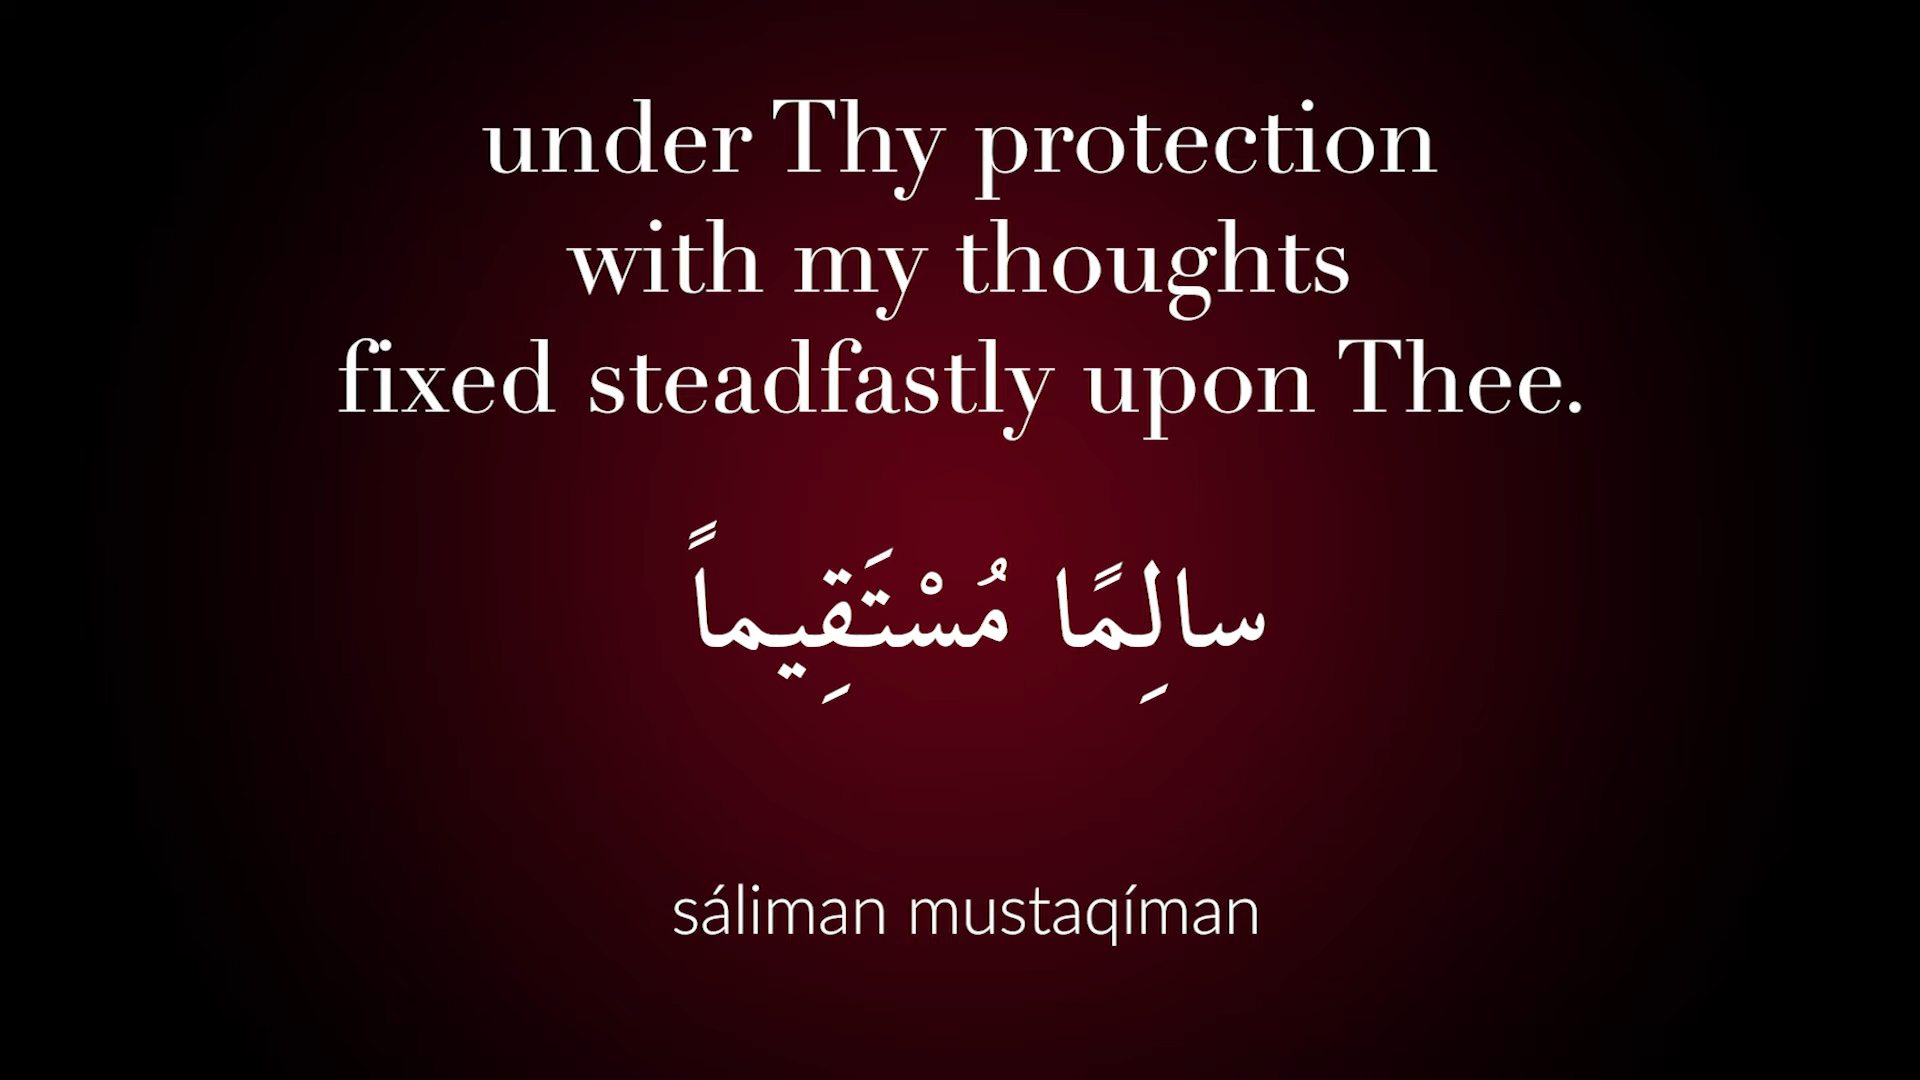 under Thy protection
with my thoughts
fixed steadfastly upon Thee.
سالِمًا مُسْتَقِيماً
sáliman mustaqíman